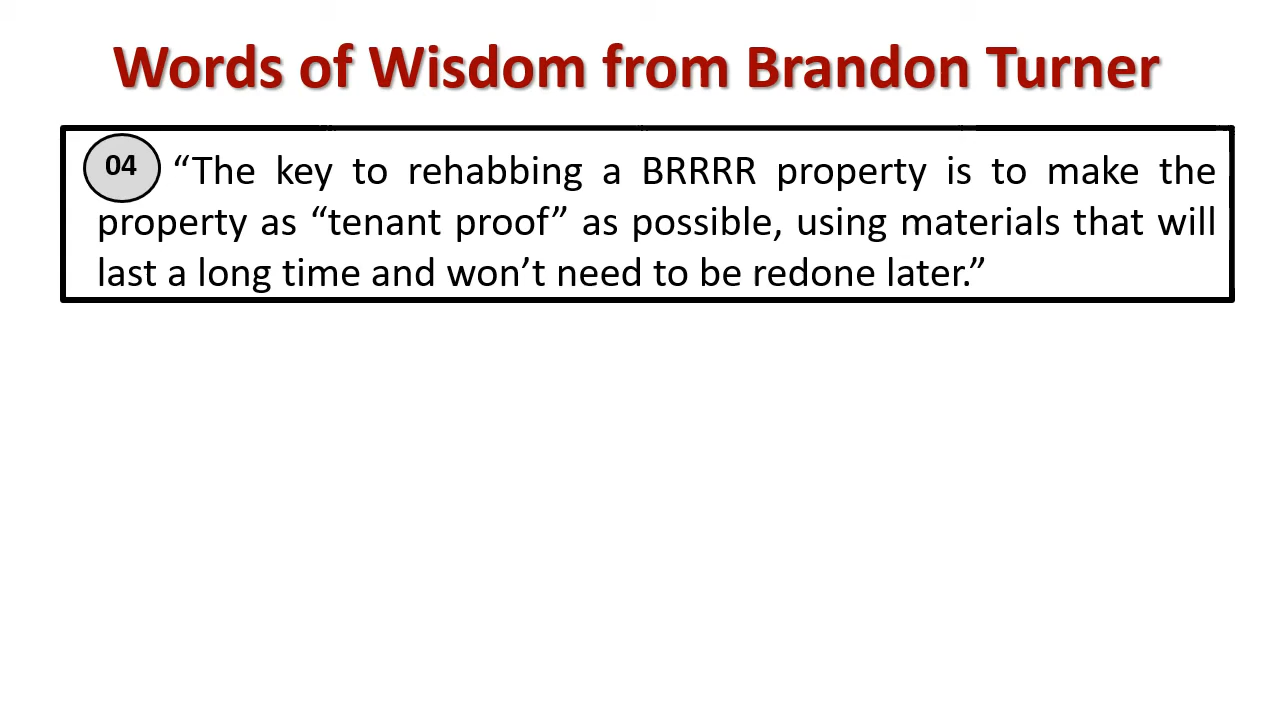 Words of Wisdom from Brandon Turner
04 “The key to rehabbing a BRRRR property is to make the
property as “tenant proof” as possible, using materials that will
last a long time and won’t need to be redone later.”